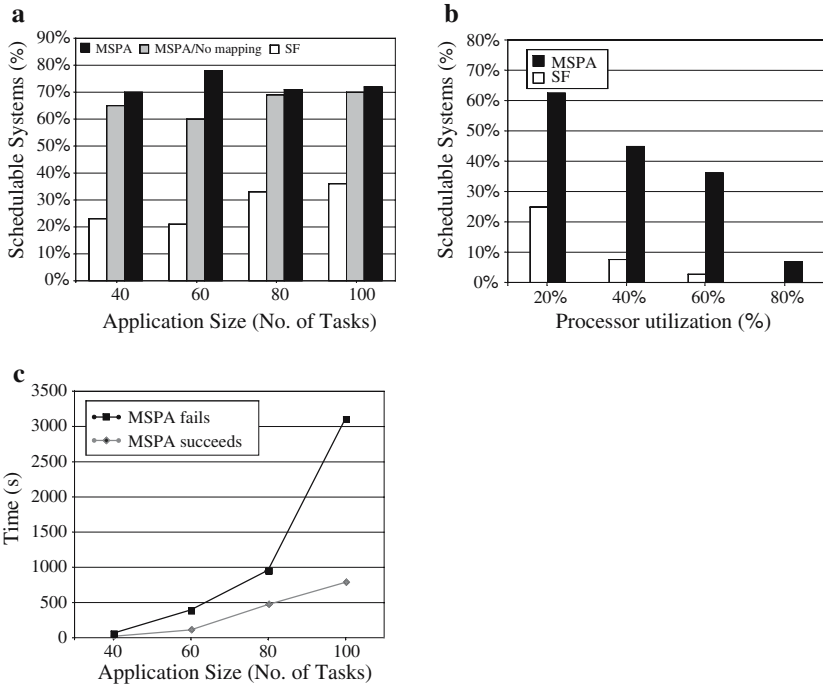 a
90%
80%
70%
60%
50%
40%
30%
20%
10%
0%
MSPA MSPA/No mapping SF
Schedulable Systems (%)
40 60 80 100
Application Size (No. of Tasks)
b
80%
70%
60%
50%
40%
30%
20%
10%
0%
MSPA
SF
Schedulable Systems (%)
20% 40% 60% 80%
Processor utilization (%)
c
3500
3000
2500
2000
1500
1000
500
0
MSPA fails
MSPA succeeds
Time (s)
40 60 80 100
Application Size (No. of Tasks)